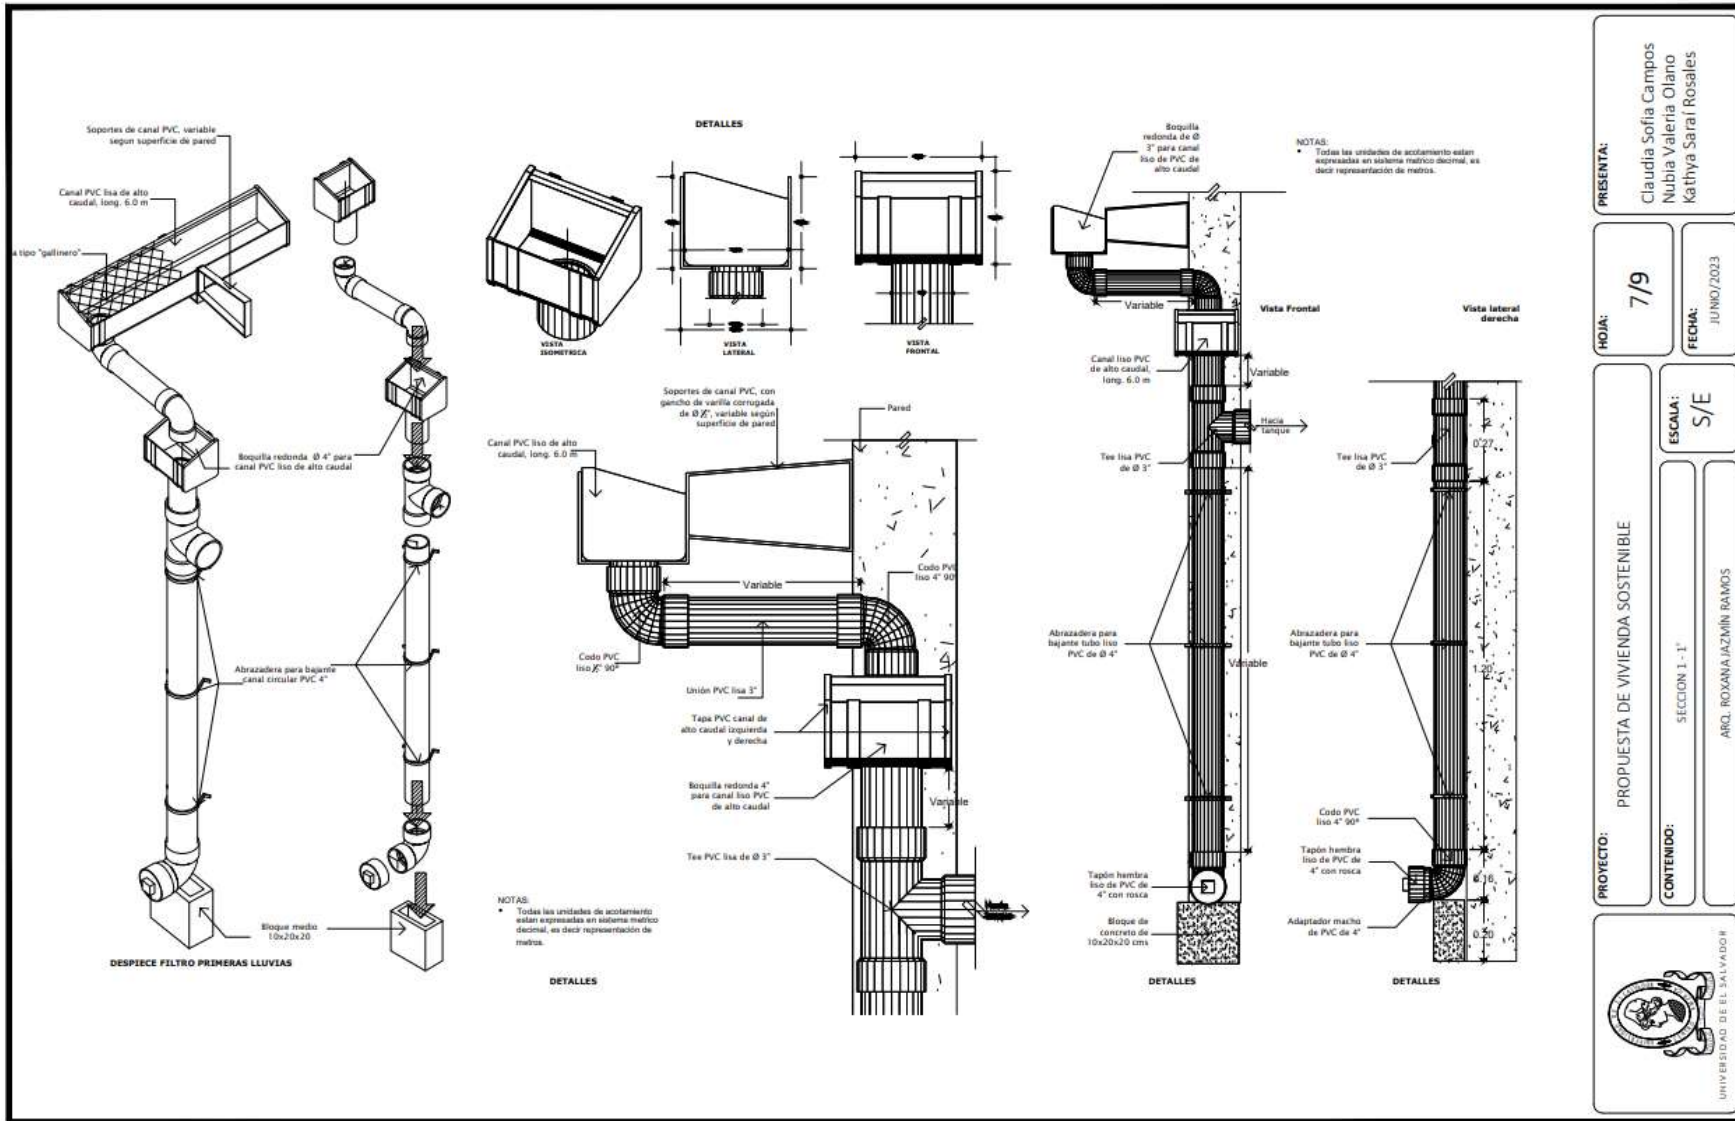 Soportes de canal PVC, variable
segun superficie de pared
Canal PVC lisa de alto
caudal, long. 6.0 m
a tipo "gallinero"
Boquilla redonda Ø 4" para
canal PVC liso de alto caudal
Abrazadera para bajante
canal circular PVC 4"
Bloque medio
10x20x20
DESPIECE FILTRO PRIMERAS LLUVIAS
DETALLES
VISTA
ISOMETRICA
VISTA
LATERAL
VISTA
FRONTAL
Soportes de canal PVC, con
gancho de varilla corrugada
de Ø ", variable según
superficie de pared
Pared
Canal PVC liso de alto
caudal, long. 6.0 m
Variable
Codo PVC
liso 4" 90º
Codo PVC
liso " 90º
Unión PVC lisa 3"
Tapa PVC canal de
alto caudal izquierda
y derecha
Boquilla redonda 4"
para canal liso PVC
de alto caudal
Variable
Tee PVC lisa de Ø 3"
NOTAS:
• Todas las unidades de acotamiento
estan expresadas en sistema metrico
decimal, es decir representación de
metros.
DETALLES
Boquilla
redonda de Ø
3" para canal
liso de PVC de
alto caudal
NOTAS:
• Todas las unidades de acotamiento estan
expresadas en sistema metrico decimal, es
decir representación de metros.
Variable
Vista Frontal
Canal liso PVC
de alto caudal,
long. 6.0 m
Variable
Hacia
tanque
Tee lisa PVC
de Ø 3"
Abrazadera para
bajante tubo liso
PVC de Ø 4"
Variable
Tapón hembra
liso de PVC de
4" con rosca
Bloque de
concreto de
10x20x20 cms
DETALLES
Vista lateral
derecha
Tee lisa PVC
de Ø 3"
0.27
Abrazadera para
bajante tubo liso
PVC de Ø 4"
1.20
Codo PVC
liso 4" 90º
Tapón hembra
liso de PVC de
4" con rosca
0.16
Adaptador macho
de PVC de 4"
0.20
DETALLES
PRESENTA:
Claudia Sofia Campos
Nubia Valeria Olano
Kathya Saraí Rosales
HOJA:
7/9
FECHA:
JUNIO/2023
PROYECTO:
PROPUESTA DE VIVIENDA SOSTENIBLE
ESCALA:
S/E
CONTENIDO:
SECCION 1 - 1'
ARQ. ROXANA JAZMÍN RAMOS
UNIVERSIDAD DE EL SALVADOR